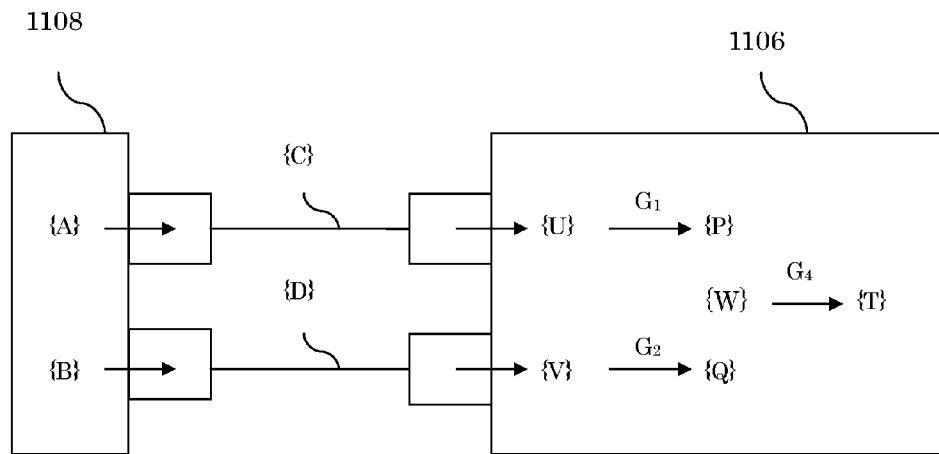 1108
1106
{C}
{A}
{U}
G₁
{P}
{D}
{W}
G₄
{T}
{B}
{V}
G₂
{Q}